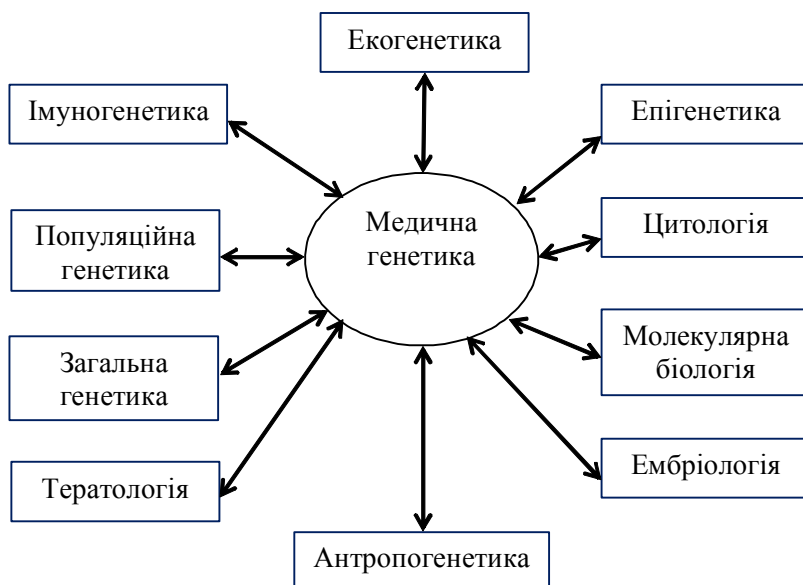 Екогенетика
Імуногенетика
Епігенетика
Медична
генетика
Популяційна
генетика
Цитологія
Загальна
генетика
Молекулярна
біологія
Тератологія
Ембріологія
Антропогенетика